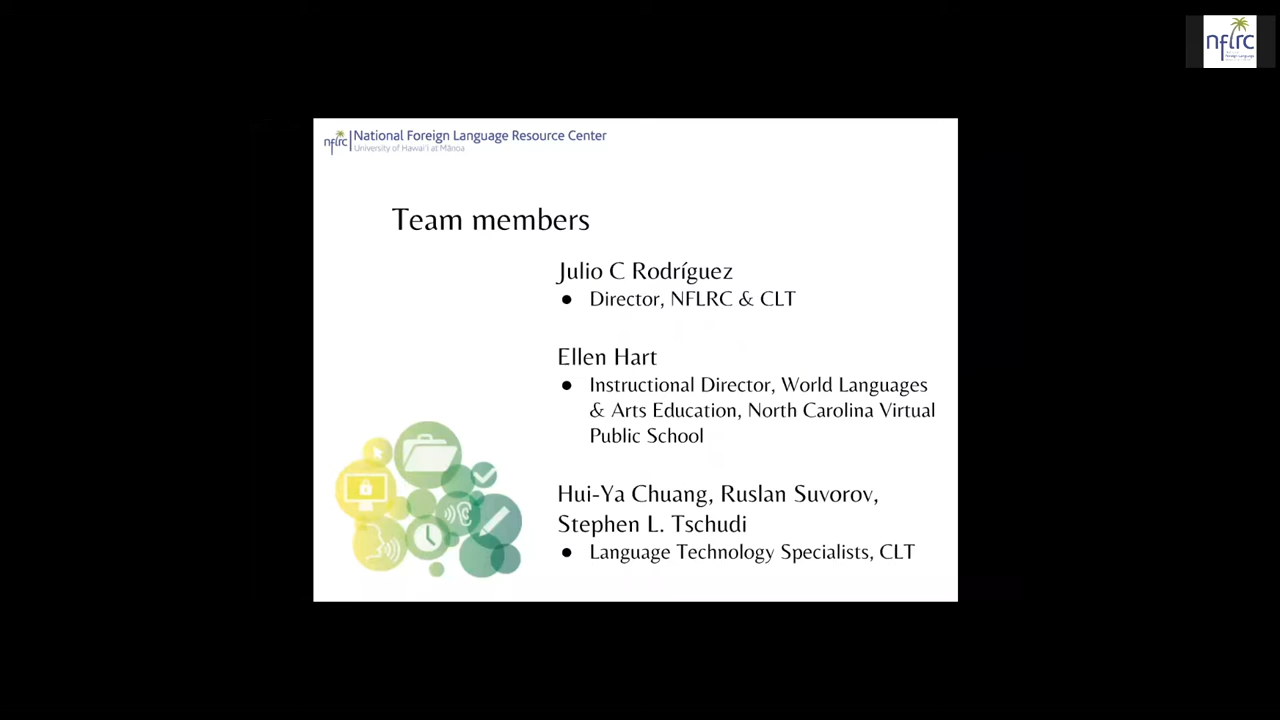 nflrc
nflrc National Foreign Language Resource Center
University of Hawaiʻi at Mānoa
Team members
Julio C Rodríguez
● Director, NFLRC & CLT
Ellen Hart
● Instructional Director, World Languages
& Arts Education, North Carolina Virtual
Public School
Hui-Ya Chuang, Ruslan Suvorov,
Stephen L. Tschudi
● Language Technology Specialists, CLT